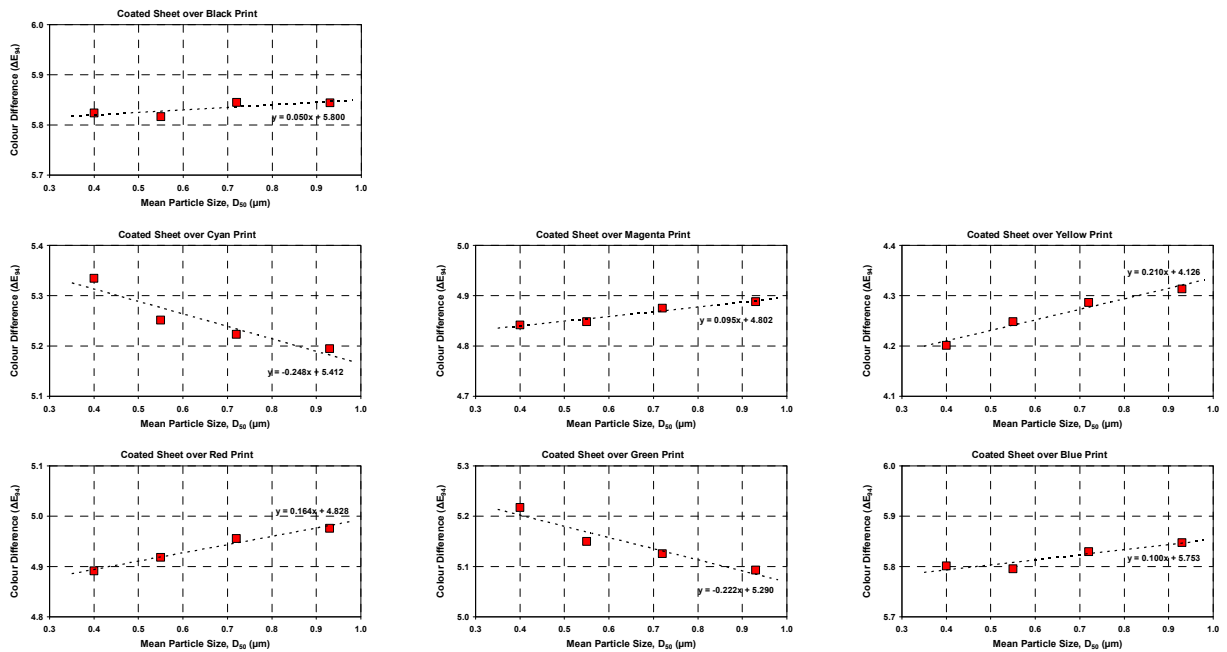 Coated Sheet over Black Print
Colour Difference (ΔE94)
6.0
5.9
5.8
5.7
y = 0.050x + 5.800
0.3 0.4 0.5 0.6 0.7 0.8 0.9 1.0
Mean Particle Size, D50 (µm)
Coated Sheet over Cyan Print
Colour Difference (ΔE94)
5.4
5.3
5.2
5.1
y = -0.248x + 5.412
0.3 0.4 0.5 0.6 0.7 0.8 0.9 1.0
Mean Particle Size, D50 (µm)
Coated Sheet over Magenta Print
Colour Difference (ΔE94)
5.0
4.9
4.8
4.7
y = 0.095x + 4.802
0.3 0.4 0.5 0.6 0.7 0.8 0.9 1.0
Mean Particle Size, D50 (µm)
Coated Sheet over Yellow Print
Colour Difference (ΔE94)
4.4
4.3
4.2
4.1
y = 0.210x + 4.126
0.3 0.4 0.5 0.6 0.7 0.8 0.9 1.0
Mean Particle Size, D50 (µm)
Coated Sheet over Red Print
Colour Difference (ΔE94)
5.1
5.0
4.9
4.8
y = 0.164x + 4.828
0.3 0.4 0.5 0.6 0.7 0.8 0.9 1.0
Mean Particle Size, D50 (µm)
Coated Sheet over Green Print
Colour Difference (ΔE94)
5.3
5.2
5.1
5.0
y = -0.222x + 5.290
0.3 0.4 0.5 0.6 0.7 0.8 0.9 1.0
Mean Particle Size, D50 (µm)
Coated Sheet over Blue Print
Colour Difference (ΔE94)
6.0
5.9
5.8
5.7
y = 0.100x + 5.753
0.3 0.4 0.5 0.6 0.7 0.8 0.9 1.0
Mean Particle Size, D50 (µm)